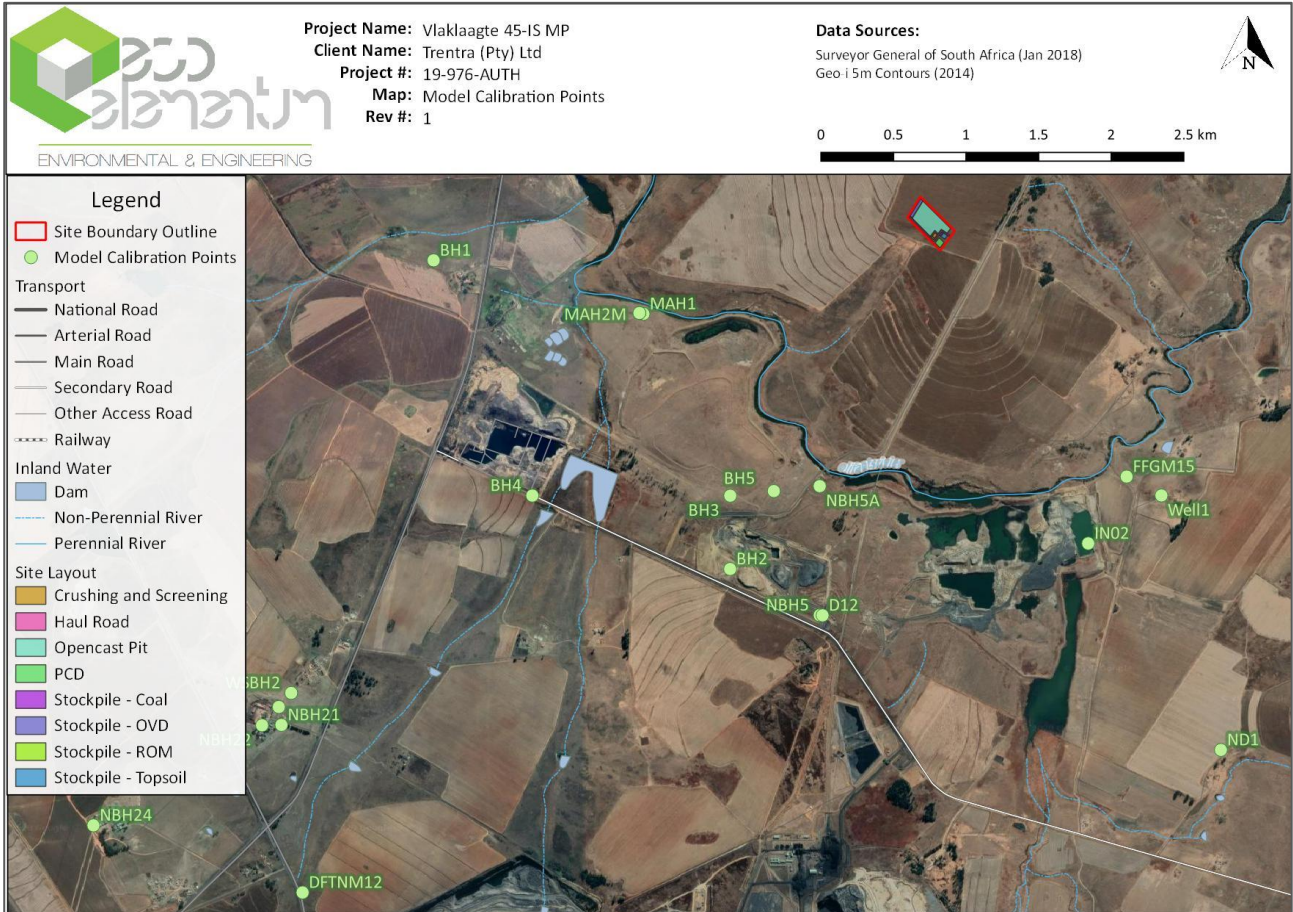 eco
elementum
ENVIRONMENTAL & ENGINEERING
Project Name: Vlaklaagte 45-IS MP
Client Name: Trentra (Pty) Ltd
Project #: 19-976-AUTH
Map: Model Calibration Points
Rev #: 1
Data Sources:
Surveyor General of South Africa (Jan 2018)
Geo-i 5m Contours (2014)
N
0 0.5 1 1.5 2 2.5 km
Legend
Site Boundary Outline
Model Calibration Points
Transport
National Road
Arterial Road
Main Road
Secondary Road
Other Access Road
Railway
Inland Water
Dam
Non-Perennial River
Perennial River
Site Layout
Crushing and Screening
Haul Road
Opencast Pit
PCD
Stockpile - Coal
Stockpile - OVD
Stockpile - ROM
Stockpile - Topsoil
BH1
MAH2M MAH1
BH4
BH5
BH3
NBH5A
FFGM15
Well1
IN02
BH2
NBH5 D12
WSBH2
NBH21
NBH22
ND1
NBH24
DFTNM12